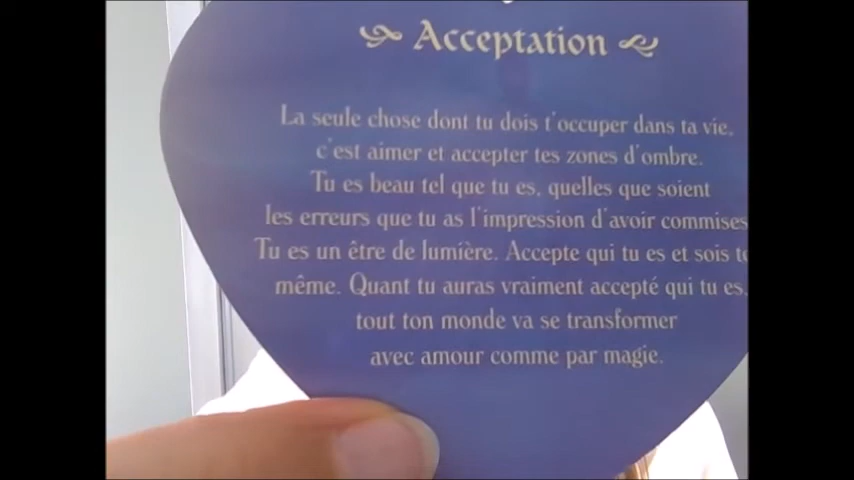 Acceptation
La seule chose dont tu dois t'occuper dans ta vie,
c'est aimer et accepter tes zones d'ombre.
Tu es beau tel que tu es, quelles que soient
les erreurs que tu as l'impression d'avoir commises
Tu es un être de lumière. Accepte qui tu es et sois
même. Quant tu auras vraiment accepté qui tu es,
tout ton monde va se transformer
avec amour comme par magie.